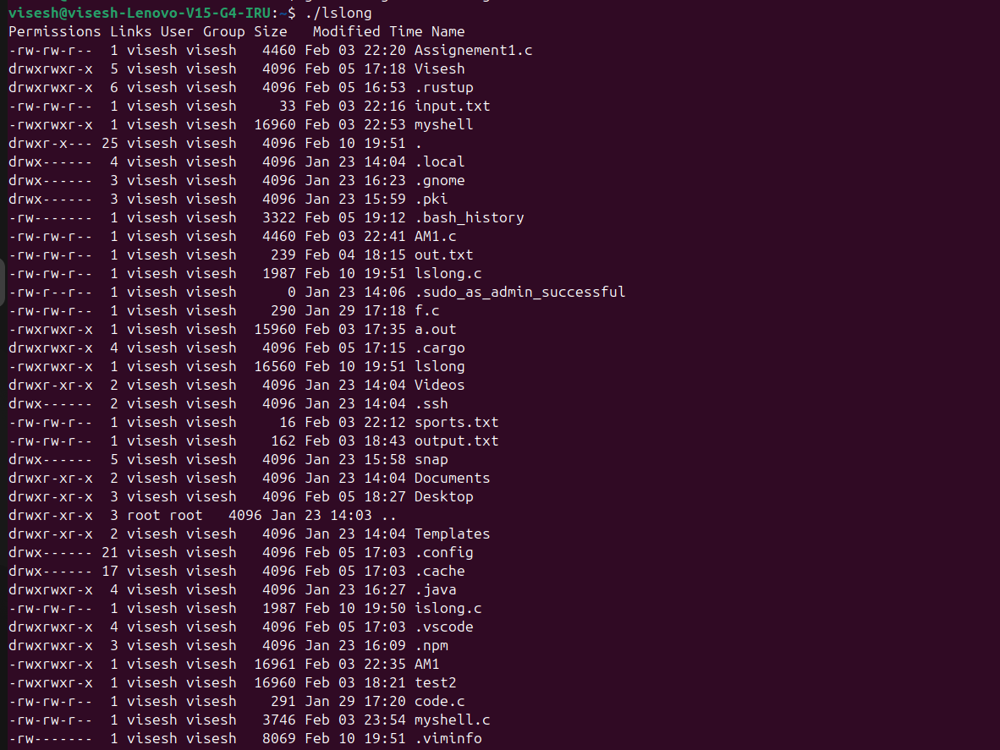 visesh@visesh-Lenovo-V15-G4-IRU:~$ ./lslong
Permissions Links User Group Size   Modified Time Name
-rw-rw-r--  1 visesh visesh   4460 Feb 03 22:20 Assignement1.c
drwxrwxr-x  5 visesh visesh   4096 Feb 05 17:18 Visesh
drwxrwxr-x  6 visesh visesh   4096 Feb 05 16:53 .rustup
-rw-rw-r--  1 visesh visesh     33 Feb 03 22:16 input.txt
-rwxrwxr-x  1 visesh visesh  16960 Feb 03 22:53 myshell
drwxr-x--- 25 visesh visesh   4096 Feb 10 19:51 .
drwx------  4 visesh visesh   4096 Jan 23 14:04 .local
drwx------  3 visesh visesh   4096 Jan 23 16:23 .gnome
drwx------  3 visesh visesh   4096 Jan 23 15:59 .pki
-rw-------  1 visesh visesh   3322 Feb 05 19:12 .bash_history
-rw-rw-r--  1 visesh visesh   4460 Feb 03 22:41 AM1.c
-rw-rw-r--  1 visesh visesh    239 Feb 04 18:15 out.txt
-rw-rw-r--  1 visesh visesh   1987 Feb 10 19:51 lslong.c
-rw-r--r--  1 visesh visesh      0 Jan 23 14:06 .sudo_as_admin_successful
-rw-rw-r--  1 visesh visesh    290 Jan 29 17:18 f.c
-rwxrwxr-x  1 visesh visesh  15960 Feb 03 17:35 a.out
drwxrwxr-x  4 visesh visesh   4096 Feb 05 17:15 .cargo
-rwxrwxr-x  1 visesh visesh  16560 Feb 10 19:51 lslong
drwxr-xr-x  2 visesh visesh   4096 Jan 23 14:04 Videos
drwx------  2 visesh visesh   4096 Jan 23 14:04 .ssh
-rw-rw-r--  1 visesh visesh     16 Feb 03 22:12 sports.txt
-rw-rw-r--  1 visesh visesh    162 Feb 03 18:43 output.txt
drwx------  5 visesh visesh   4096 Jan 23 15:58 snap
drwxr-xr-x  2 visesh visesh   4096 Jan 23 14:04 Documents
drwxr-xr-x  3 visesh visesh   4096 Feb 05 18:27 Desktop
drwxr-xr-x  3 root root   4096 Jan 23 14:03 ..
drwxr-xr-x  2 visesh visesh   4096 Jan 23 14:04 Templates
drwx------ 21 visesh visesh   4096 Feb 05 17:03 .config
drwx------ 17 visesh visesh   4096 Feb 05 17:03 .cache
drwxrwxr-x  4 visesh visesh   4096 Jan 23 16:27 .java
-rw-rw-r--  1 visesh visesh   1987 Feb 10 19:50 islong.c
drwxrwxr-x  4 visesh visesh   4096 Feb 05 17:03 .vscode
drwxrwxr-x  3 visesh visesh   4096 Jan 23 16:09 .npm
-rwxrwxr-x  1 visesh visesh  16961 Feb 03 22:35 AM1
-rwxrwxr-x  1 visesh visesh  16960 Feb 03 18:21 test2
-rw-rw-r--  1 visesh visesh    291 Jan 29 17:20 code.c
-rw-rw-r--  1 visesh visesh   3746 Feb 03 23:54 myshell.c
-rw-------  1 visesh visesh   8069 Feb 10 19:51 .viminfo